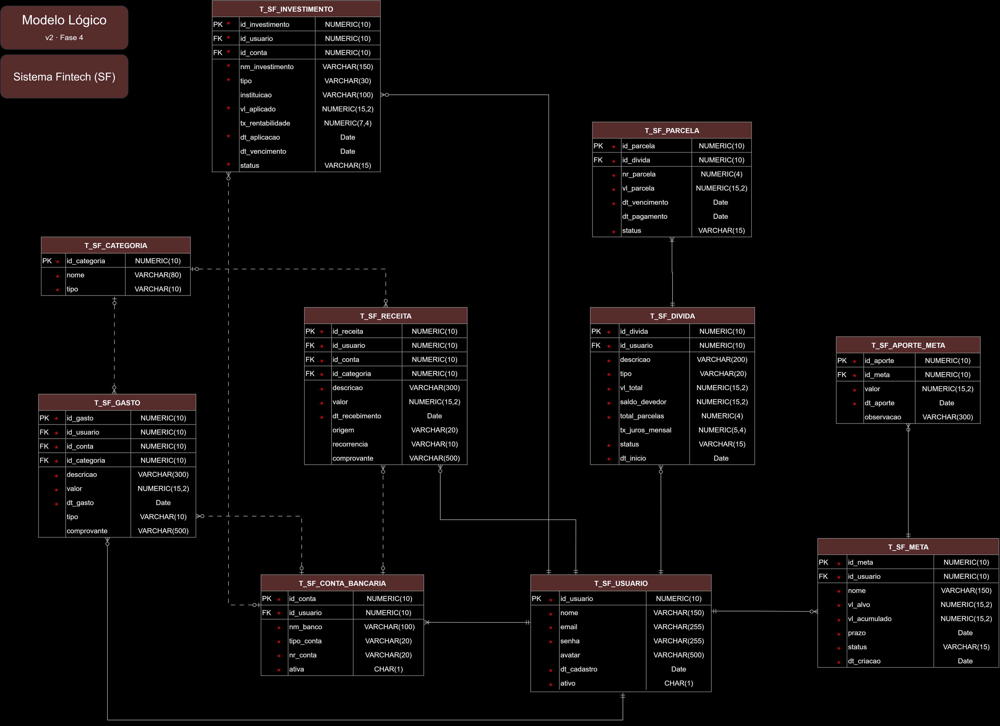 Modelo Lógico
v2 · Fase 4
Sistema Fintech (SF)
T_SF_INVESTIMENTO
PK * id_investimento NUMERIC(10)
FK * id_usuario NUMERIC(10)
FK * id_conta NUMERIC(10)
* nm_investimento VARCHAR(150)
* tipo VARCHAR(30)
instituicao VARCHAR(100)
* vl_aplicado NUMERIC(15,2)
tx_rentabilidade NUMERIC(7,4)
* dt_aplicacao Date
dt_vencimento Date
* status VARCHAR(15)
T_SF_PARCELA
PK * id_parcela NUMERIC(10)
FK * id_divida NUMERIC(10)
* nr_parcela NUMERIC(4)
* vl_parcela NUMERIC(15,2)
* dt_vencimento Date
dt_pagamento Date
* status VARCHAR(15)
T_SF_CATEGORIA
PK * id_categoria NUMERIC(10)
* nome VARCHAR(80)
* tipo VARCHAR(10)
T_SF_RECEITA
PK * id_receita NUMERIC(10)
FK * id_usuario NUMERIC(10)
FK * id_conta NUMERIC(10)
FK * id_categoria NUMERIC(10)
* descricao VARCHAR(300)
* valor NUMERIC(15,2)
* dt_recebimento Date
origem VARCHAR(20)
recorrencia VARCHAR(10)
comprovante VARCHAR(500)
T_SF_DIVIDA
PK * id_divida NUMERIC(10)
FK * id_usuario NUMERIC(10)
* descricao VARCHAR(200)
* tipo VARCHAR(20)
* vl_total NUMERIC(15,2)
* saldo_devedor NUMERIC(15,2)
* total_parcelas NUMERIC(4)
tx_juros_mensal NUMERIC(5,4)
* status VARCHAR(15)
* dt_inicio Date
T_SF_APORTE_META
PK * id_aporte NUMERIC(10)
FK * id_meta NUMERIC(10)
* valor NUMERIC(15,2)
* dt_aporte Date
observacao VARCHAR(300)
T_SF_GASTO
PK * id_gasto NUMERIC(10)
FK * id_usuario NUMERIC(10)
FK * id_conta NUMERIC(10)
FK * id_categoria NUMERIC(10)
* descricao VARCHAR(300)
* valor NUMERIC(15,2)
* dt_gasto Date
tipo VARCHAR(10)
comprovante VARCHAR(500)
T_SF_CONTA_BANCARIA
PK * id_conta NUMERIC(10)
FK * id_usuario NUMERIC(10)
* nm_banco VARCHAR(100)
* tipo_conta VARCHAR(20)
* nr_conta VARCHAR(20)
* ativa CHAR(1)
T_SF_USUARIO
PK * id_usuario NUMERIC(10)
* nome VARCHAR(150)
* email VARCHAR(255)
* senha VARCHAR(255)
avatar VARCHAR(500)
* dt_cadastro Date
* ativo CHAR(1)
T_SF_META
PK * id_meta NUMERIC(10)
FK * id_usuario NUMERIC(10)
* nome VARCHAR(150)
* vl_alvo NUMERIC(15,2)
* vl_acumulado NUMERIC(15,2)
* prazo Date
* status VARCHAR(15)
* dt_criacao Date